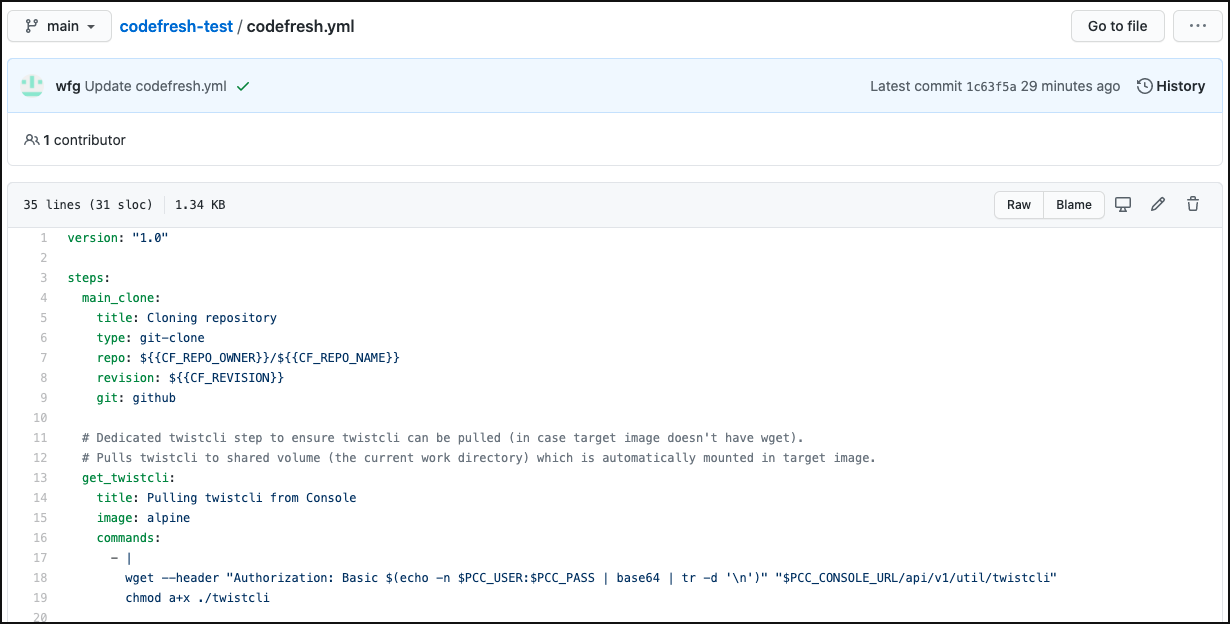 main codefresh-test / codefresh.yml Go to file ...
wfg Update codefresh.yml Latest commit 1c63f5a 29 minutes ago History
1 contributor
35 lines (31 sloc) 1.34 KB Raw Blame
1 version: "1.0"
2
3 steps:
4   main_clone:
5     title: Cloning repository
6     type: git-clone
7     repo: ${{CF_REPO_OWNER}}/${{CF_REPO_NAME}}
8     revision: ${{CF_REVISION}}
9     git: github
10
11   # Dedicated twistcli step to ensure twistcli can be pulled (in case target image doesn't have wget).
12   # Pulls twistcli to shared volume (the current work directory) which is automatically mounted in target image.
13   get_twistcli:
14     title: Pulling twistcli from Console
15     image: alpine
16     commands:
17       - |
18         wget --header "Authorization: Basic $(echo -n $PCC_USER:$PCC_PASS | base64 | tr -d '\n')" "$PCC_CONSOLE_URL/api/v1/util/twistcli"
19         chmod a+x ./twistcli
20